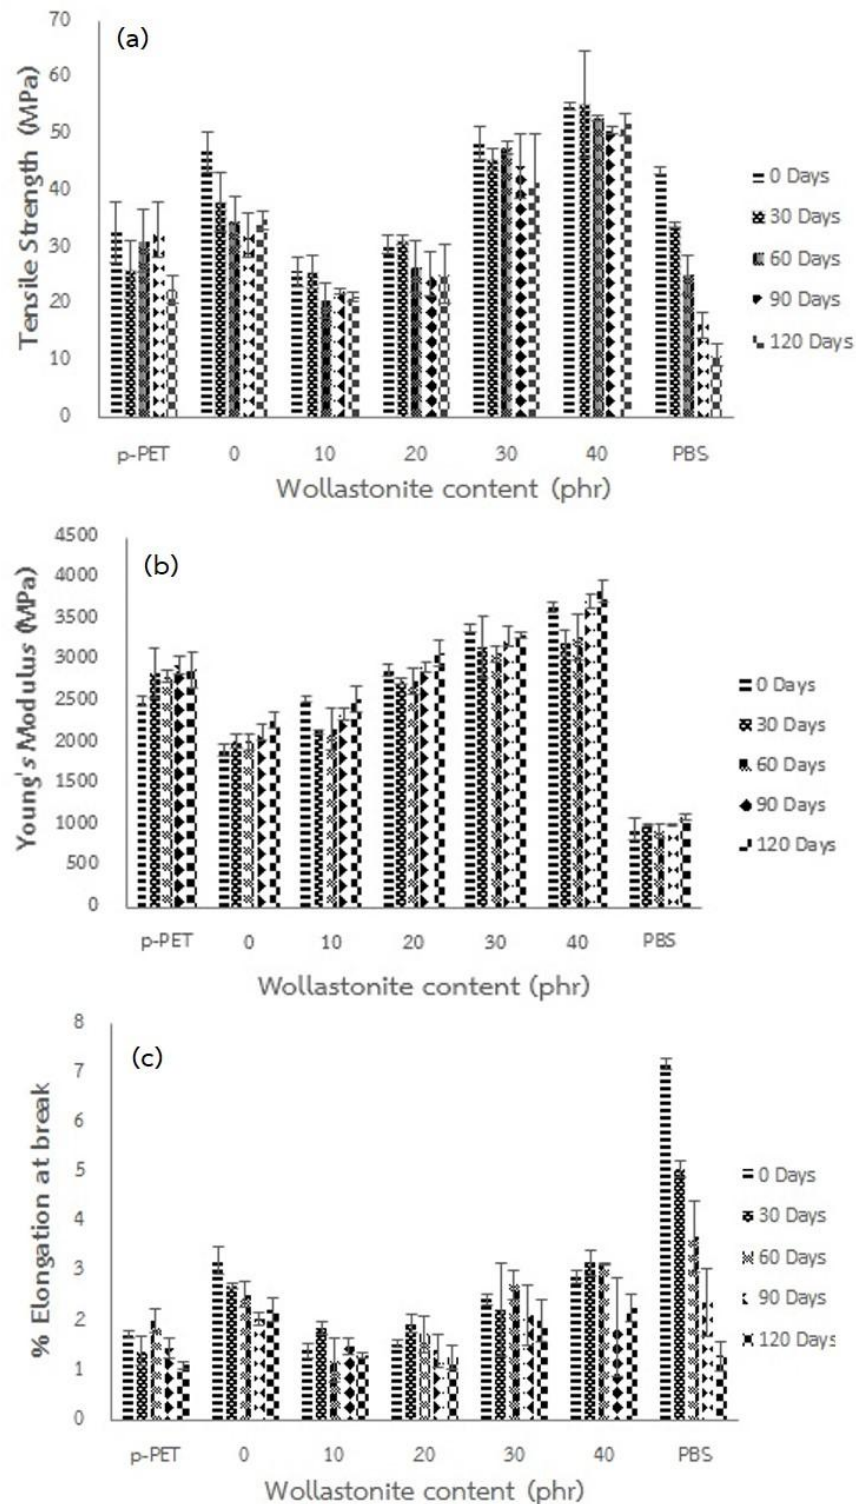 (a)
Tensile Strength (MPa)
70
60
50
40
30
20
10
0
p-PET 0 10 20 30 40 PBS
Wollastonite content (phr)
0 Days
30 Days
60 Days
90 Days
120 Days
(b)
Young's Modulus (MPa)
4500
4000
3500
3000
2500
2000
1500
1000
500
0
p-PET 0 10 20 30 40 PBS
Wollastonite content (phr)
0 Days
30 Days
60 Days
90 Days
120 Days
(c)
% Elongation at break
8
7
6
5
4
3
2
1
0
p-PET 0 10 20 30 40 PBS
Wollastonite content (phr)
0 Days
30 Days
60 Days
90 Days
120 Days